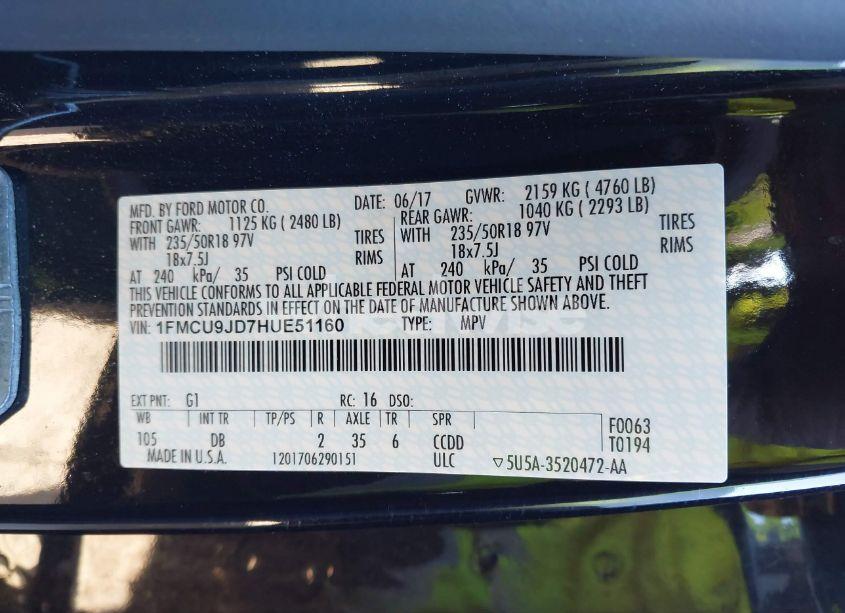 MFD. BY FORD MOTOR CO. DATE: 06/17 GVWR: 2159 KG ( 4760 LB)
FRONT GAWR: 1125 KG ( 2480 LB) REAR GAWR: 1040 KG ( 2293 LB)
WITH 235/50R18 97V TIRES WITH 235/50R18 97V TIRES
18x7.5J RIMS 18x7.5J RIMS
AT 240 kPa/ 35 PSI COLD AT 240 kPa/ 35 PSI COLD
THIS VEHICLE CONFORMS TO ALL APPLICABLE FEDERAL MOTOR VEHICLE SAFETY AND THEFT
PREVENTION STANDARDS IN EFFECT ON THE DATE OF MANUFACTURE SHOWN ABOVE.
VIN: 1FMCU9JD7HUE51160 TYPE: MPV
EXT PNT: G1 RC: 16 DSO:
WB INT TR TP/PS R AXLE TR SPR F0063
105 DB 2 35 6 CCDD T0194
MADE IN U.S.A. 1201706290151 ULC ▽5U5A-3520472-AA